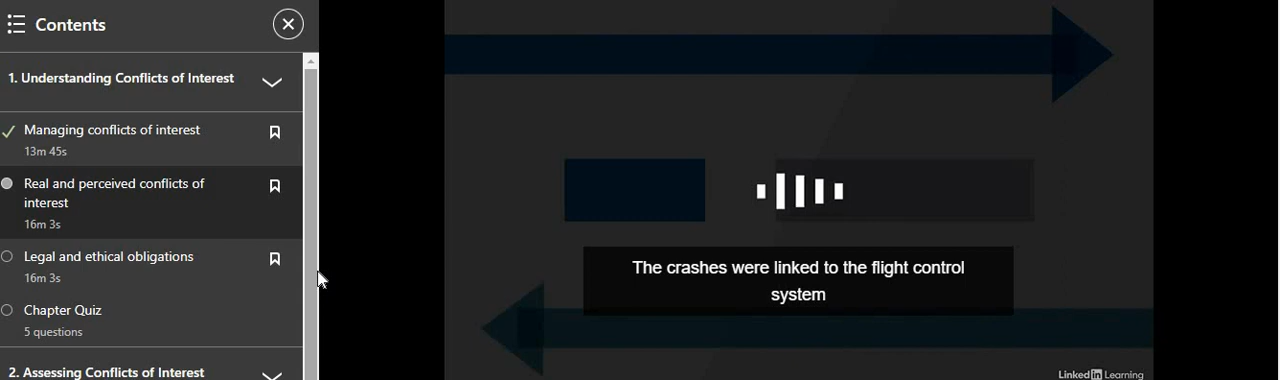 Contents
1. Understanding Conflicts of Interest
Managing conflicts of interest
13m 45s
Real and perceived conflicts of
interest
16m 3s
Legal and ethical obligations
16m 3s
Chapter Quiz
5 questions
2. Assessing Conflicts of Interest
The crashes were linked to the flight control
system
Linked in Learning